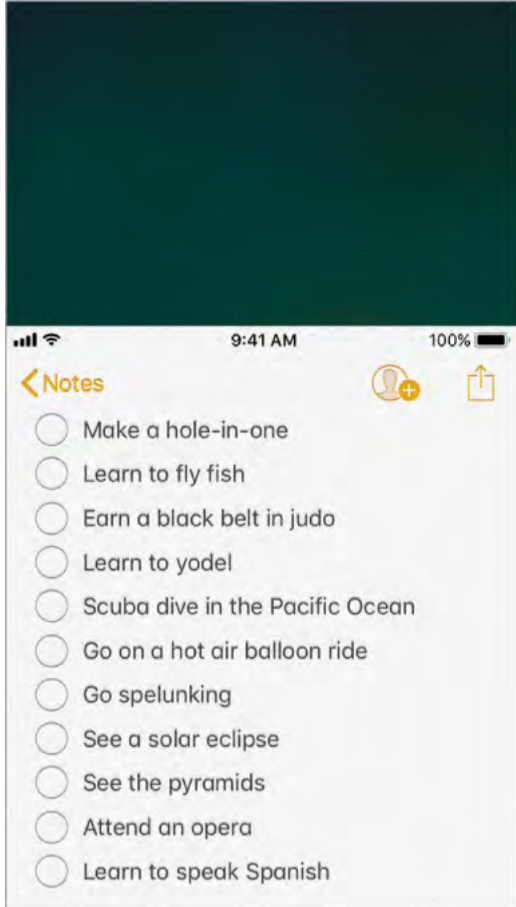 9:41 AM 100%
Notes
Make a hole-in-one
Learn to fly fish
Earn a black belt in judo
Learn to yodel
Scuba dive in the Pacific Ocean
Go on a hot air balloon ride
Go spelunking
See a solar eclipse
See the pyramids
Attend an opera
Learn to speak Spanish